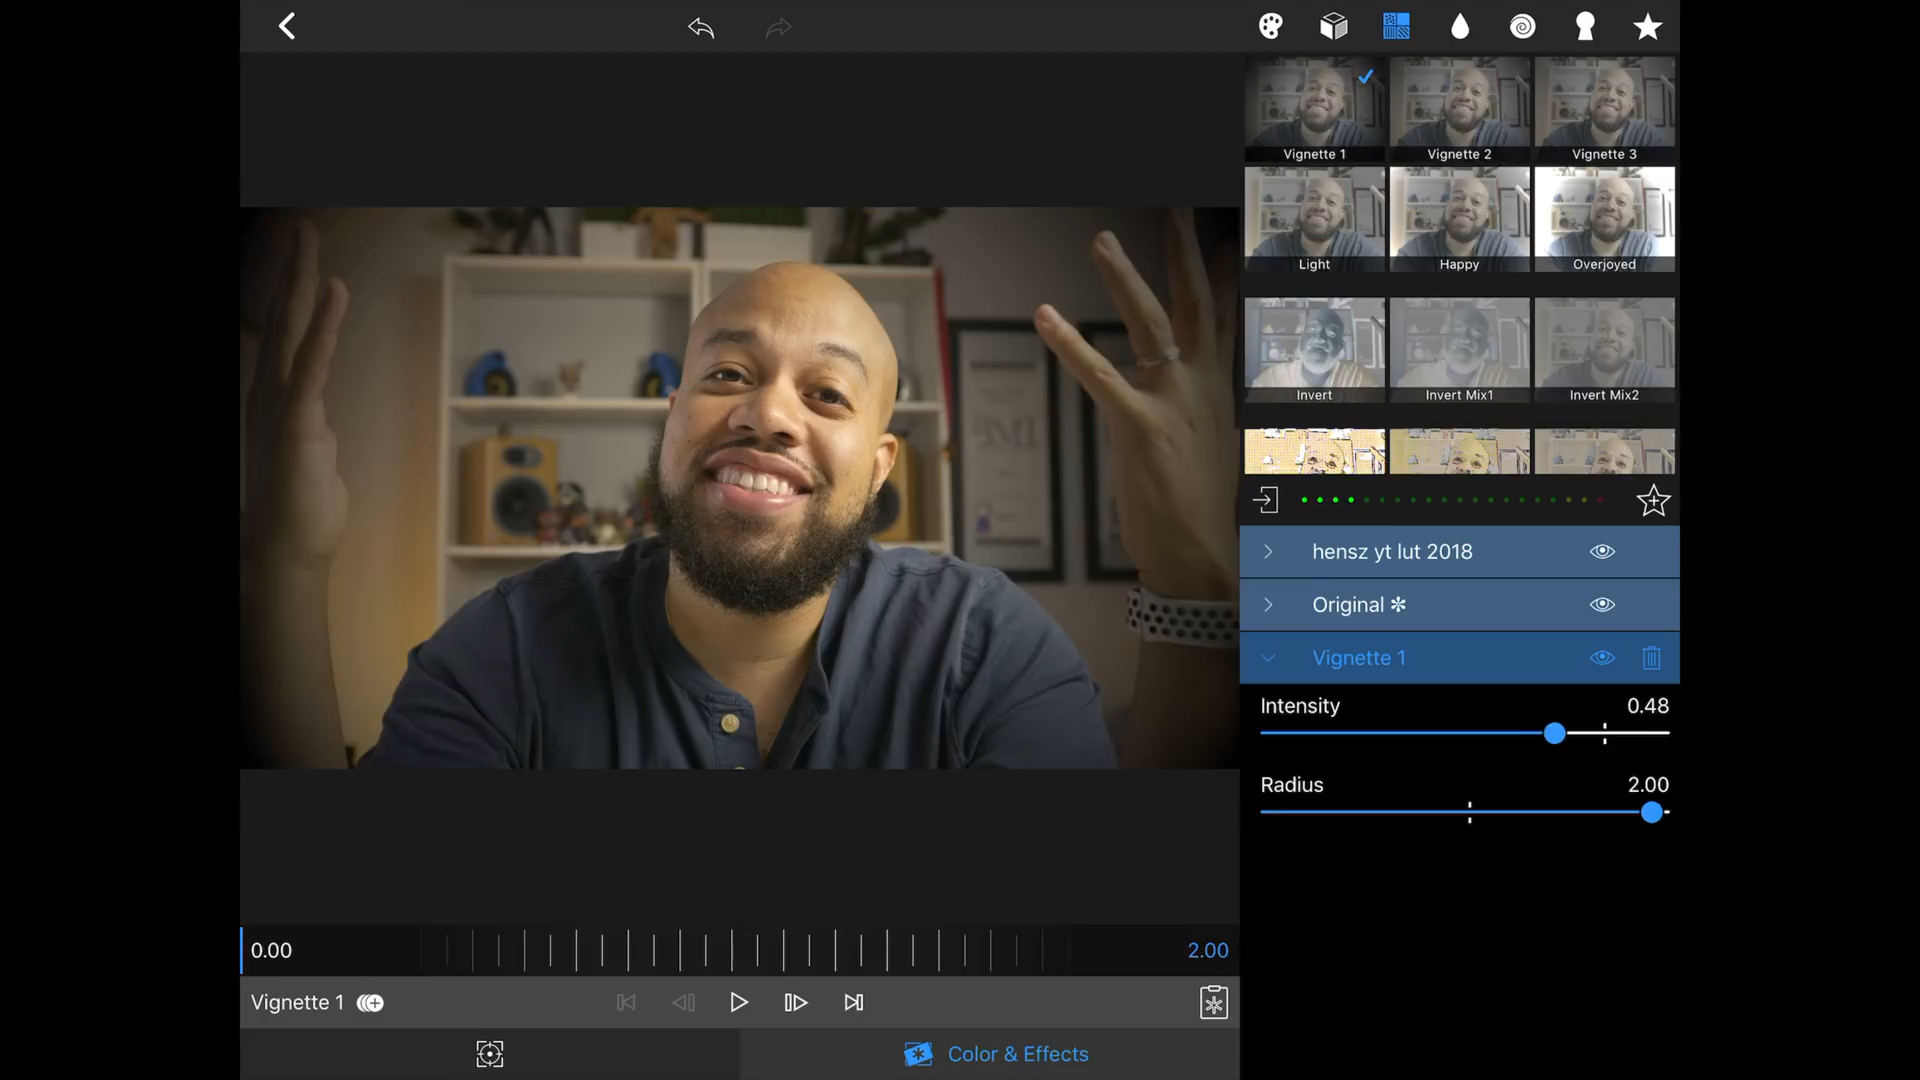 Vignette 1
Vignette 2
Vignette 3
Light
Happy
Overjoyed
Invert
Invert Mix1
Invert Mix2
hensz yt lut 2018
Original ✼
Vignette 1
Intensity
0.48
Radius
2.00
0.00
2.00
Vignette 1
Color & Effects